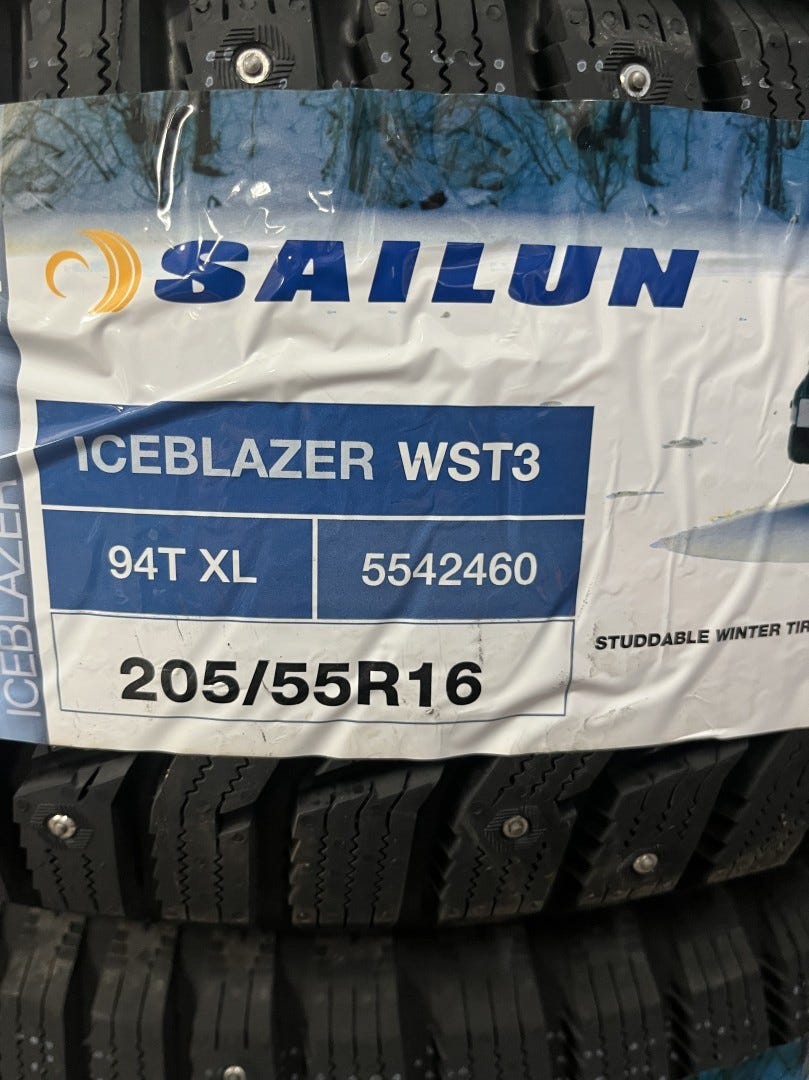 SAILUN
ICEBLAZER WST3
94T XL
5542460
205/55R16
STUDDABLE WINTER TIR
ICEBLAZER